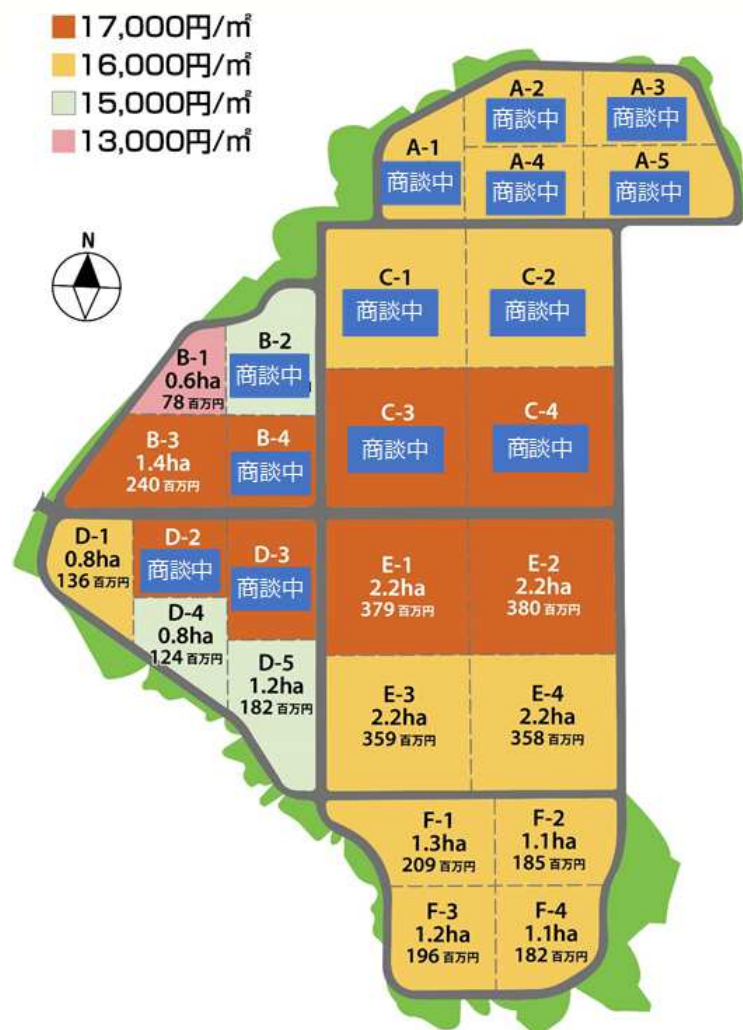 17,000円/㎡
16,000円/㎡
15,000円/㎡
13,000円/㎡
N
A-1
商談中
A-2
商談中
A-3
商談中
A-4
商談中
A-5
商談中
C-1
商談中
C-2
商談中
C-3
商談中
C-4
商談中
B-1
0.6ha
78百万円
B-2
商談中
B-3
1.4ha
240百万円
B-4
商談中
D-1
0.8ha
136百万円
D-2
商談中
D-3
商談中
D-4
0.8ha
124百万円
D-5
1.2ha
182百万円
E-1
2.2ha
379百万円
E-2
2.2ha
380百万円
E-3
2.2ha
359百万円
E-4
2.2ha
358百万円
F-1
1.3ha
209百万円
F-2
1.1ha
185百万円
F-3
1.2ha
196百万円
F-4
1.1ha
182百万円